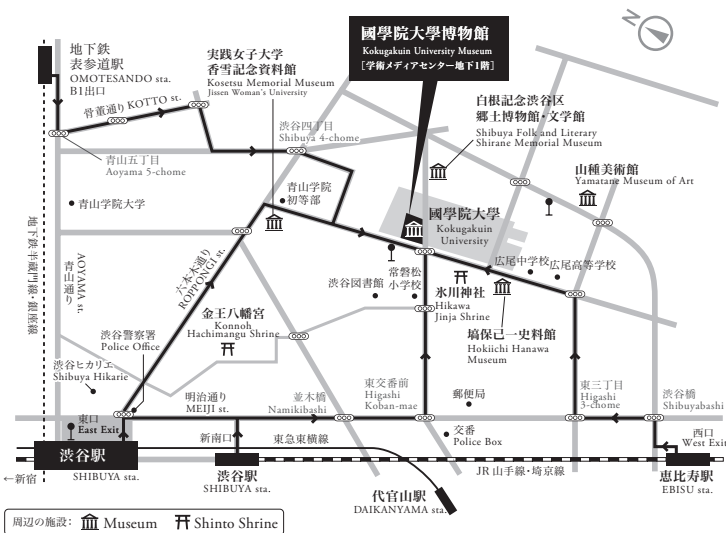 地下鉄
表参道駅
OMOTESANDO sta.
B1出口
骨董通り KOTTO st.
実践女子大学
香雪記念資料館
Kosetsu Memorial Museum
Jissen Woman's University
國學院大學博物館
Kokugakuin University Museum
[学術メディアセンター地下1階]
N
渋谷四丁目
Shibuya 4-chome
白根記念渋谷区
郷土博物館・文学館
Shibuya Folk and Literary
Shirane Memorial Museum
山種美術館
Yamatane Museum of Art
青山五丁目
Aoyama 5-chome
青山学院
初等部
青山学院大学
國學院大學
Kokugakuin
University
地下鉄半蔵門線・銀座線
青山通り
AOYAMA st.
六本木通り
ROPPONGI st.
広尾中学校
広尾高等学校
常磐松
小学校
渋谷図書館
氷川神社
Hikawa
Jinja Shrine
塙保己一史料館
Hokiichi Hanawa
Museum
金王八幡宮
Konnoh
Hachimangu Shrine
渋谷警察署
Police Office
渋谷ヒカリエ
Shibuya Hikarie
明治通り
MEIJI st.
並木橋
Namikibashi
東交番前
Higashi
Koban-mae
郵便局
東三丁目
Higashi
3-chome
渋谷橋
Shibuyabashi
東口
East Exit
新南口
東急東横線
交番
Police Box
西口
West Exit
渋谷駅
SHIBUYA sta.
←新宿
渋谷駅
SHIBUYA sta.
JR 山手線・埼京線
代官山駅
DAIKANYAMA sta.
恵比寿駅
EBISU sta.
周辺の施設: Museum Shinto Shrine